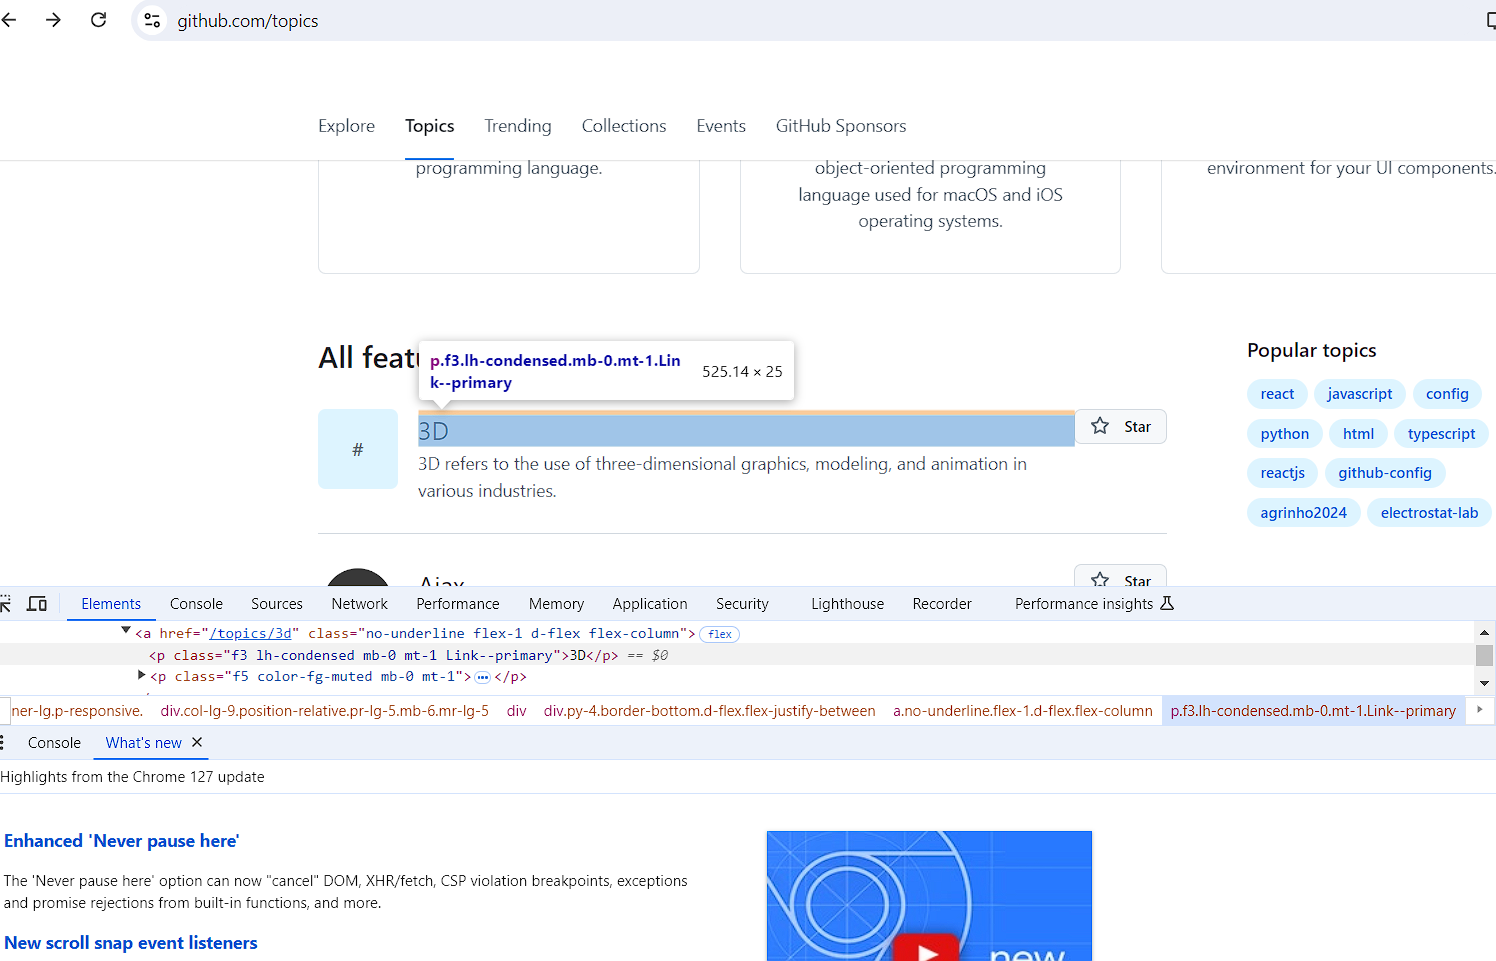 github.com/topics
Explore Topics Trending Collections Events GitHub Sponsors
programming language.
object-oriented programming
language used for macOS and iOS
operating systems.
environment for your UI components.
All featu
p.f3.lh-condensed.mb-0.mt-1.Lin
k--primary
525.14 × 25
#
3D
Star
3D refers to the use of three-dimensional graphics, modeling, and animation in
various industries.
Ajax
Star
Popular topics
react javascript config
python html typescript
reactjs github-config
agrinho2024 electrostat-lab
Elements Console Sources Network Performance Memory Application Security Lighthouse Recorder Performance insights
<a href="/topics/3d" class="no-underline flex-1 d-flex flex-column"> flex
<p class="f3 lh-condensed mb-0 mt-1 Link--primary">3D</p> == $0
<p class="f5 color-fg-muted mb-0 mt-1">…</p>
ner-lg.p-responsive. div.col-lg-9.position-relative.pr-lg-5.mb-6.mr-lg-5 div div.py-4.border-bottom.d-flex.flex-justify-between a.no-underline.flex-1.d-flex.flex-column p.f3.lh-condensed.mb-0.mt-1.Link--primary
Console What's new
Highlights from the Chrome 127 update
Enhanced 'Never pause here'
The 'Never pause here' option can now "cancel" DOM, XHR/fetch, CSP violation breakpoints, exceptions
and promise rejections from built-in functions, and more.
New scroll snap event listeners
new